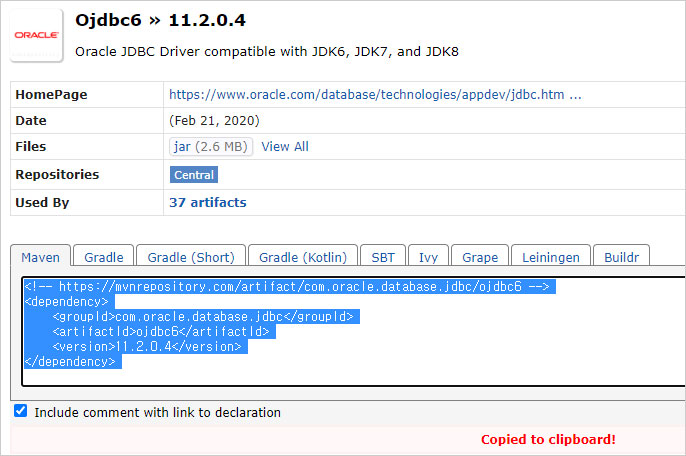 ORACLE
Ojdbc6 » 11.2.0.4
Oracle JDBC Driver compatible with JDK6, JDK7, and JDK8
HomePage https://www.oracle.com/database/technologies/appdev/jdbc.htm ...
Date (Feb 21, 2020)
Files jar (2.6 MB) View All
Repositories Central
Used By 37 artifacts
Maven Gradle Gradle (Short) Gradle (Kotlin) SBT Ivy Grape Leiningen Buildr
<!-- https://mvnrepository.com/artifact/com.oracle.database.jdbc/ojdbc6 -->
<dependency>
    <groupId>com.oracle.database.jdbc</groupId>
    <artifactId>ojdbc6</artifactId>
    <version>11.2.0.4</version>
</dependency>
Include comment with link to declaration
Copied to clipboard!